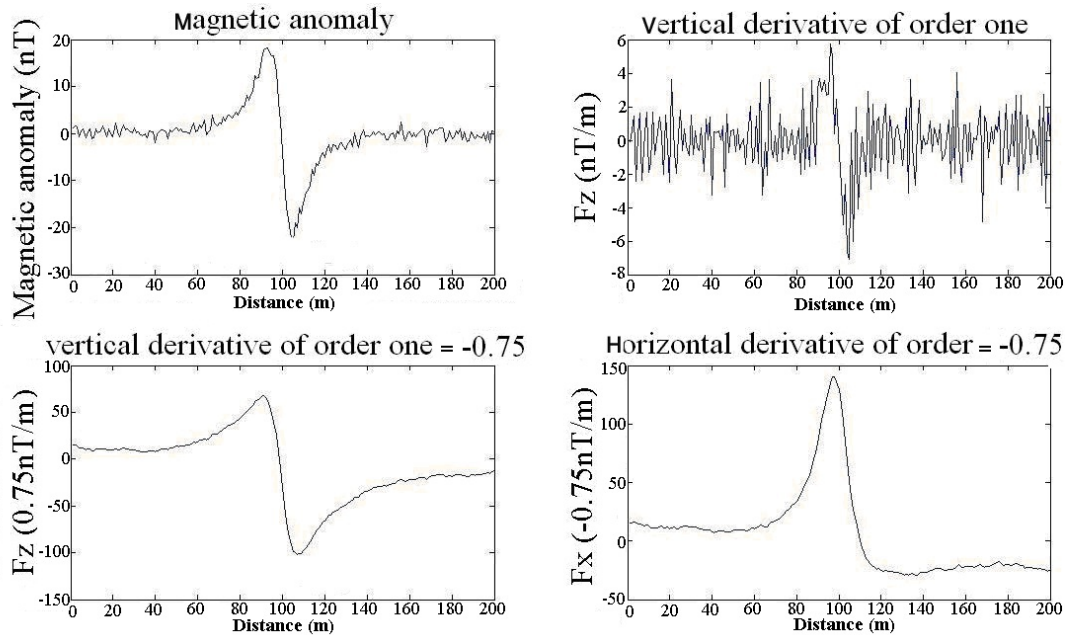 Magnetic anomaly
Magnetic anomaly (nT)
20
10
0
-10
-20
-30
0 20 40 60 80 100 120 140 160 180 200
Distance (m)
Vertical derivative of order one
Fz (nT/m)
6
4
2
0
-2
-4
-6
-8
0 20 40 60 80 100 120 140 160 180 200
Distance (m)
vertical derivative of order one = -0.75
Fz (0.75nT/m)
100
50
0
-50
-100
-150
0 20 40 60 80 100 120 140 160 180 200
Distance (m)
Horizontal derivative of order = -0.75
Fx (-0.75nT/m)
150
100
50
0
-50
0 20 40 60 80 100 120 140 160 180 200
Distance (m)